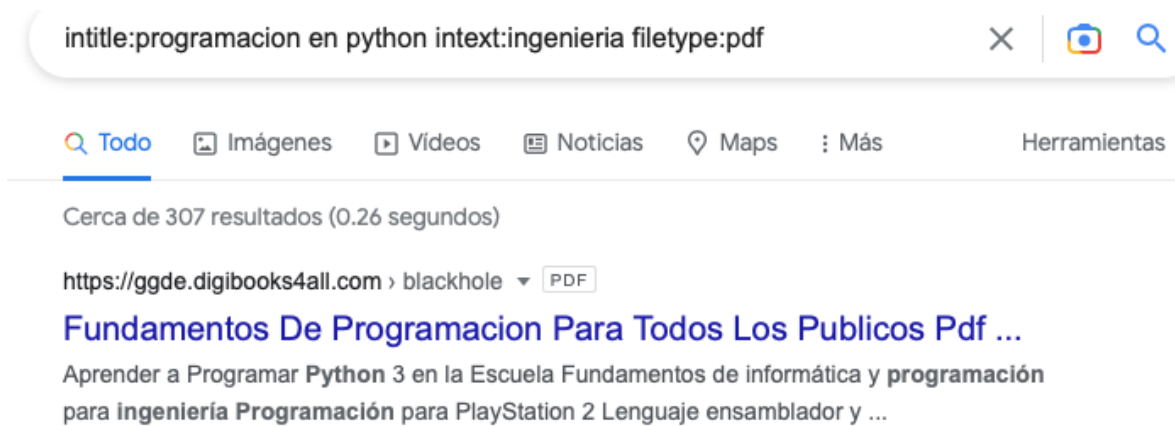 intitle:programacion en python intext:ingenieria filetype:pdf
Todo Imágenes Vídeos Noticias Maps Más Herramientas
Cerca de 307 resultados (0.26 segundos)
https://ggde.digibooks4all.com › blackhole PDF
Fundamentos De Programacion Para Todos Los Publicos Pdf ...
Aprender a Programar Python 3 en la Escuela Fundamentos de informática y programación
para ingeniería Programación para PlayStation 2 Lenguaje ensamblador y ...